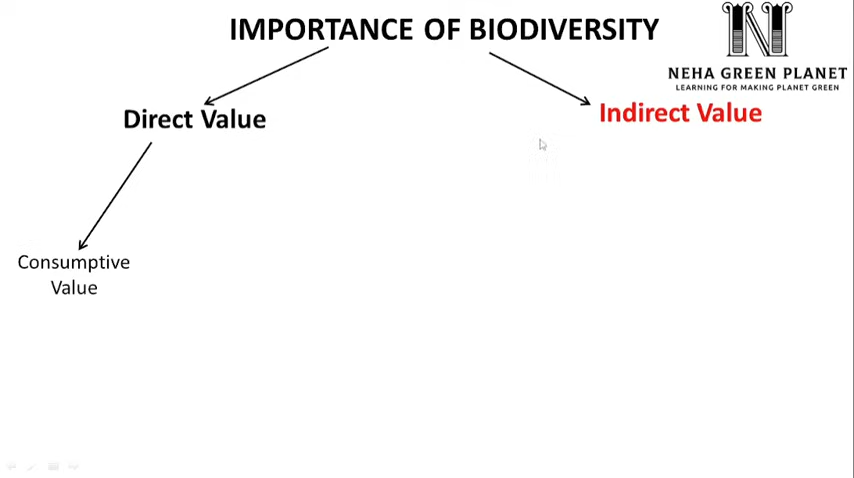 IMPORTANCE OF BIODIVERSITY
N
NEHA GREEN PLANET
LEARNING FOR MAKING PLANET GREEN
Direct Value
Indirect Value
Consumptive
Value